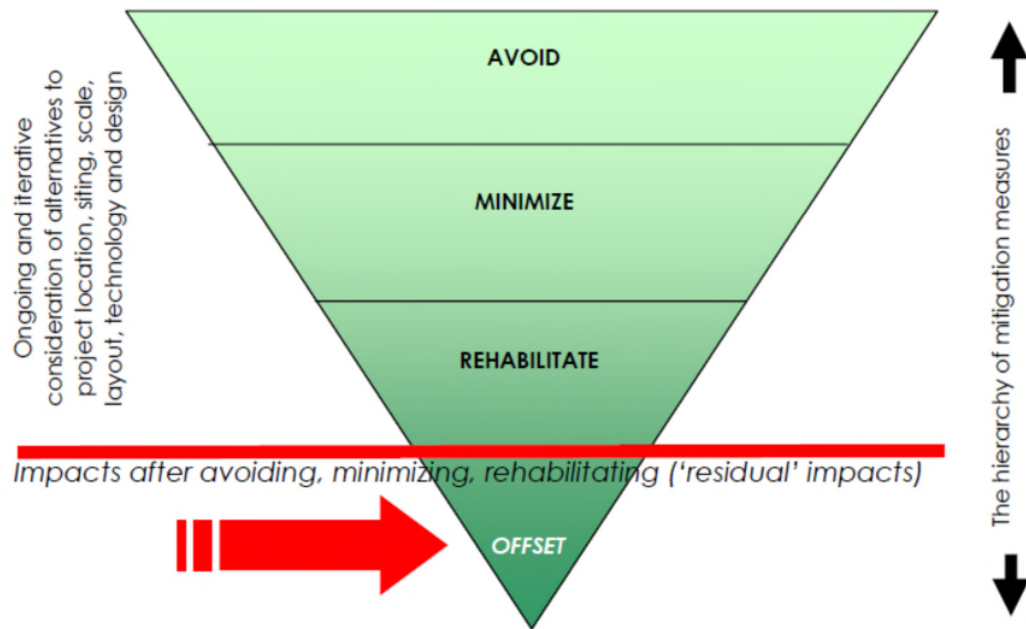 AVOID
MINIMIZE
REHABILITATE
Impacts after avoiding, minimizing, rehabilitating (‘residual’ impacts)
OFFSET
Ongoing and iterative
consideration of alternatives to
project location, siting, scale,
layout, technology and design
The hierarchy of mitigation measures